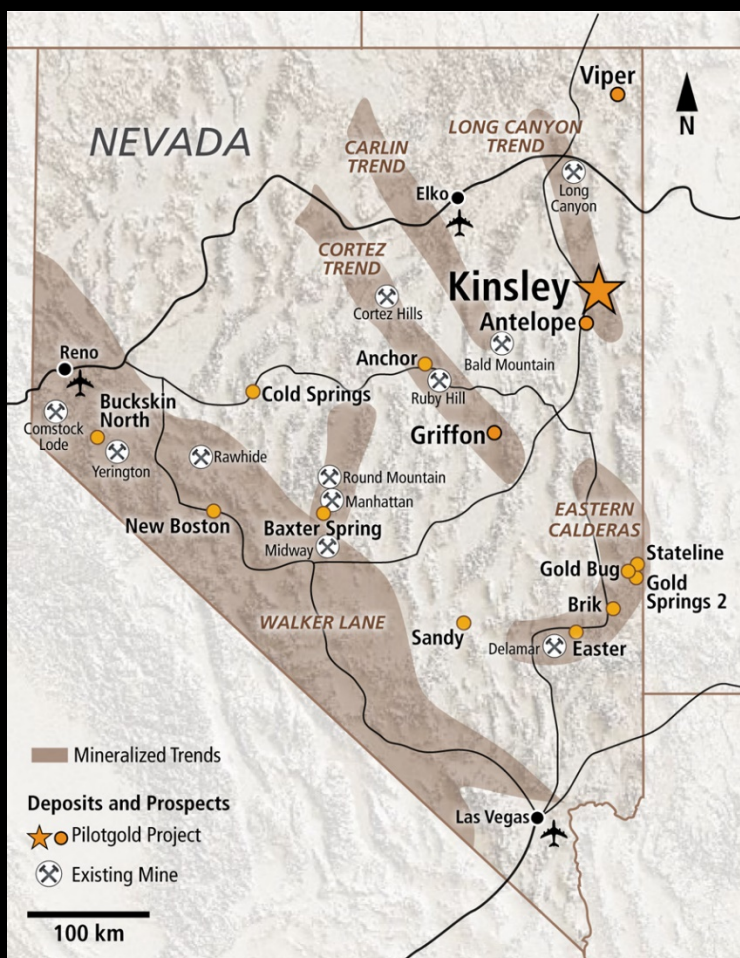 Viper
N
NEVADA
LONG CANYON
TREND
CARLIN
TREND
Elko
Long
Canyon
CORTEZ
TREND
Kinsley
Cortez Hills
Antelope
Bald Mountain
Anchor
Ruby Hill
Reno
Cold Springs
Buckskin
North
Comstock
Lode
Yerington
Rawhide
Griffon
Round Mountain
Manhattan
New Boston
Baxter Spring
Midway
EASTERN
CALDERAS
Stateline
Gold Bug
Gold
Springs 2
Brik
WALKER LANE
Sandy
Delamar
Easter
Mineralized Trends
Deposits and Prospects
Pilotgold Project
Existing Mine
Las Vegas
100 km